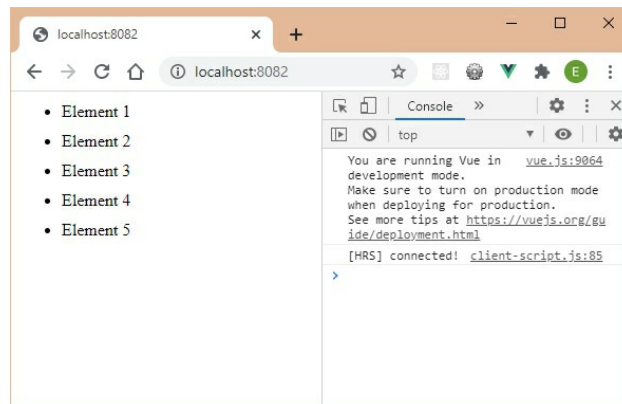 localhost:8082
localhost:8082
E
Element 1
Element 2
Element 3
Element 4
Element 5
Console
top
You are running Vue in vue.js:9064
development mode.
Make sure to turn on production mode
when deploying for production.
See more tips at https://vuejs.org/gu
ide/deployment.html
[HRS] connected! client-script.js:85